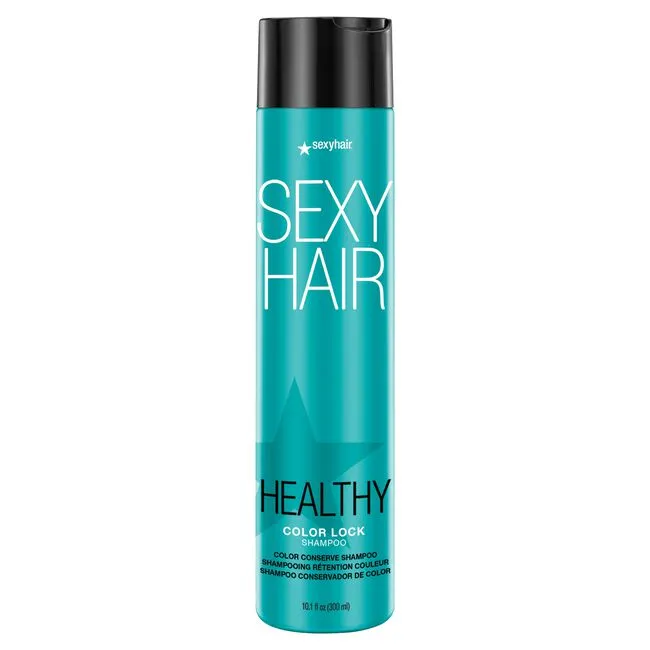 sexyhair
SEXY
HAIR
HEALTHY
COLOR LOCK
SHAMPOO
COLOR CONSERVE SHAMPOO
SHAMPOOING RÉTENTION COULEUR
SHAMPOO CONSERVADOR DE COLOR
10.1 fl oz (300 ml)